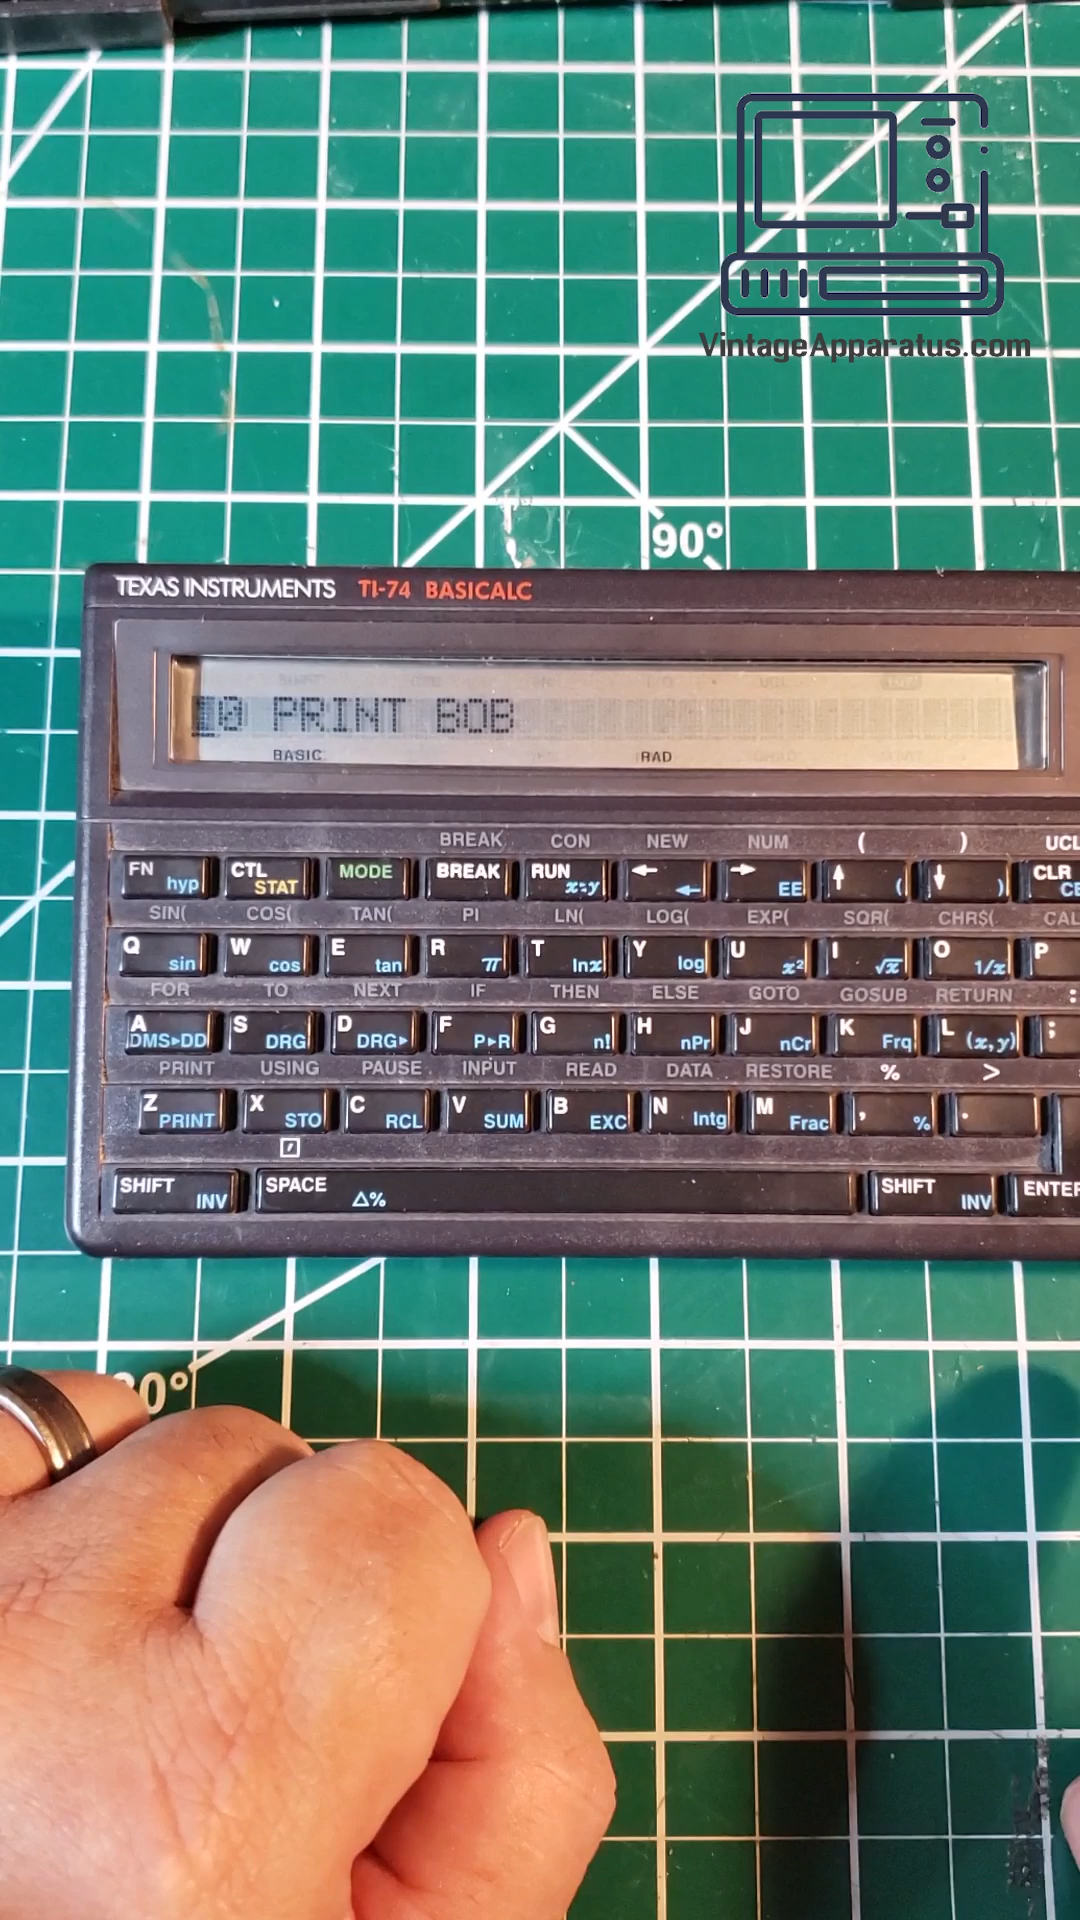 VintageApparatus.com
90°
TEXAS INSTRUMENTS TI-74 BASICALC
10 PRINT BOB
BASIC RAD
BREAK CON NEW NUM ( ) UCL
FN hyp CTL STAT MODE BREAK RUN x~y ← ← → EE ↑ ( ↓ ) CLR CE
SIN( COS( TAN( PI LN( LOG( EXP( SQR( CHR$( CAL
Q sin W cos E tan R π T lnx Y log U x² I √x O 1/x P
FOR TO NEXT IF THEN ELSE GOTO GOSUB RETURN :
A DMS▸DD S DRG D DRG▸ F P▸R G n! H nPr J nCr K Frq L (x,y) ;
PRINT USING PAUSE INPUT READ DATA RESTORE % >
Z PRINT X STO C RCL V SUM B EXC N Intg M Frac , % .
SHIFT INV SPACE Δ% SHIFT INV ENTER